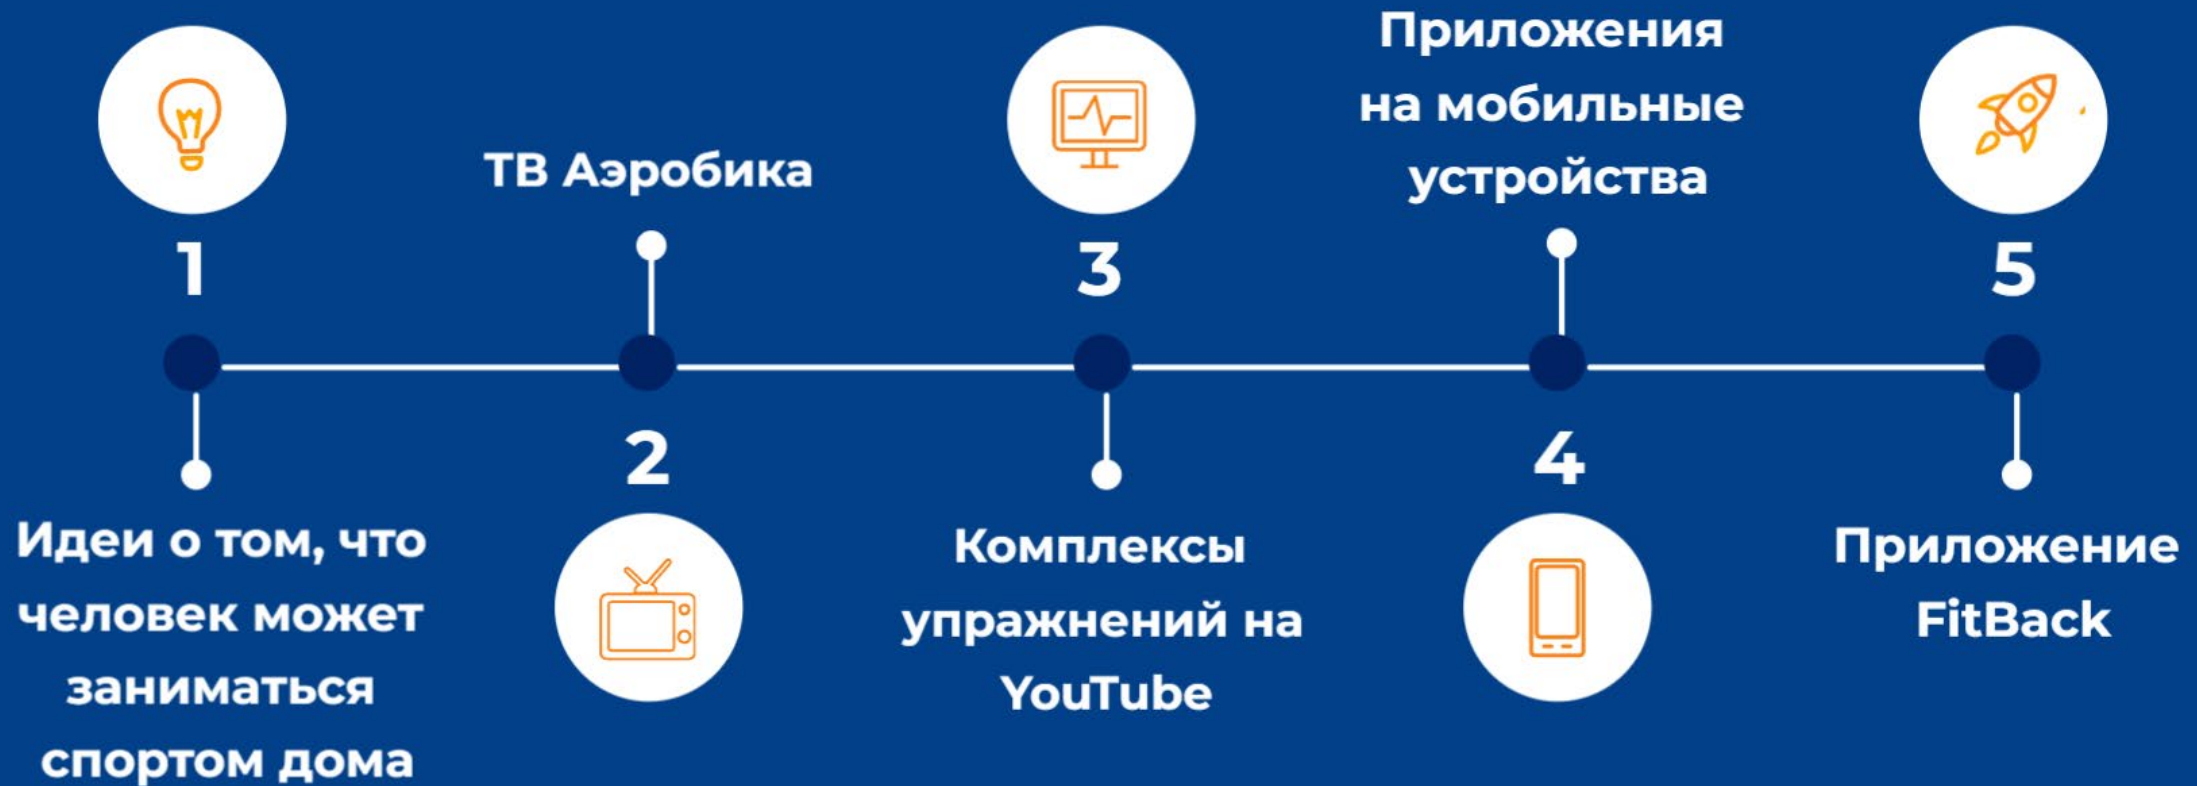 1
Идеи о том, что
человек может
заниматься
спортом дома
ТВ Аэробика
2
3
Комплексы
упражнений на
YouTube
Приложения
на мобильные
устройства
4
5
Приложение
FitBack